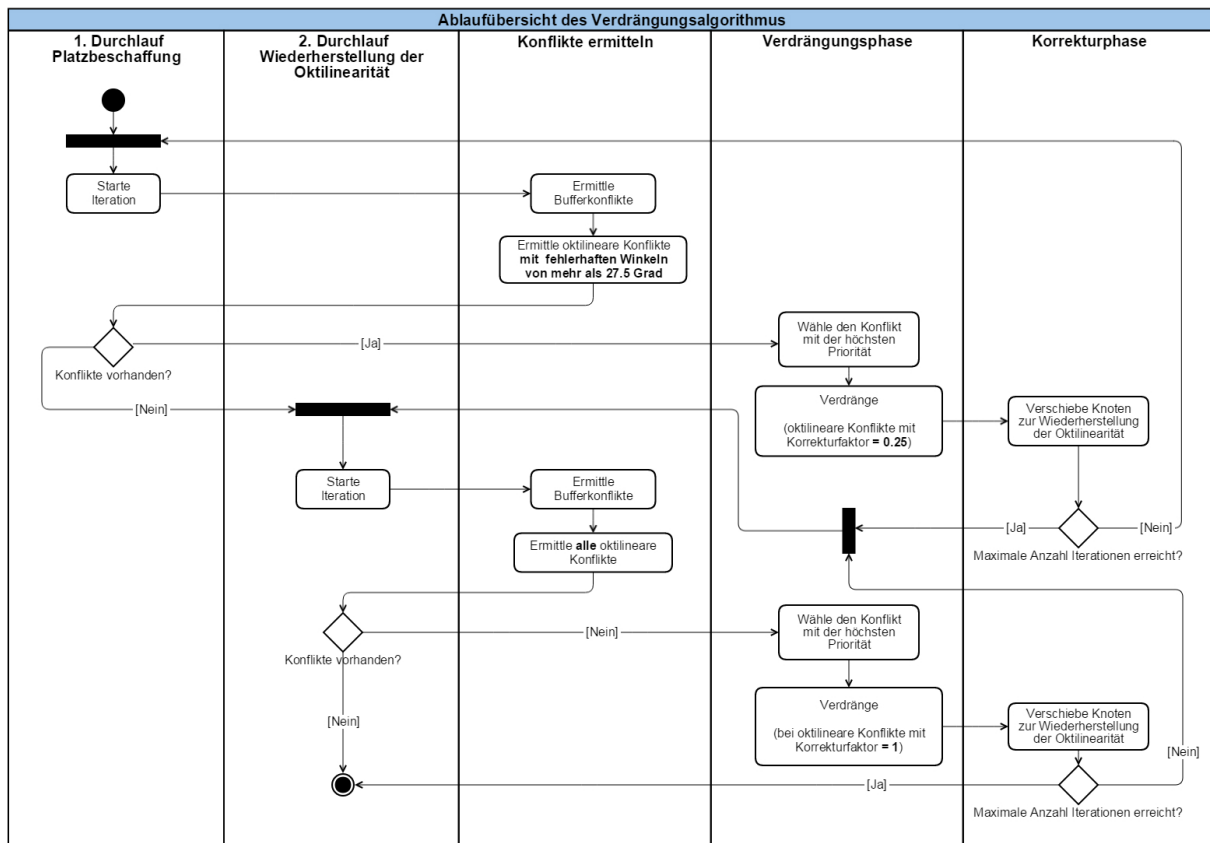 Ablaufübersicht des Verdrängungsalgorithmus
1. Durchlauf
Platzbeschaffung
2. Durchlauf
Wiederherstellung der
Oktilinearität
Konflikte ermitteln
Verdrängungsphase
Korrekturphase
Starte
Iteration
Ermittle
Bufferkonflikte
Ermittle oktilineare Konflikte
mit fehlerhaften Winkeln
von mehr als 27.5 Grad
Konflikte vorhanden?
[Ja]
[Nein]
Wähle den Konflikt
mit der höchsten
Priorität
Verdränge
(oktilineare Konflikte mit
Korrekturfaktor = 0.25)
Verschiebe Knoten
zur Wiederherstellung
der Oktilinearität
[Ja]
[Nein]
Maximale Anzahl Iterationen erreicht?
Starte
Iteration
Ermittle
Bufferkonflikte
Ermittle alle oktilineare
Konflikte
Konflikte vorhanden?
[Nein]
[Nein]
Wähle den Konflikt
mit der höchsten
Priorität
Verdränge
(bei oktilineare Konflikte mit
Korrekturfaktor = 1)
Verschiebe Knoten
zur Wiederherstellung
der Oktilinearität
[Nein]
[Ja]
Maximale Anzahl Iterationen erreicht?